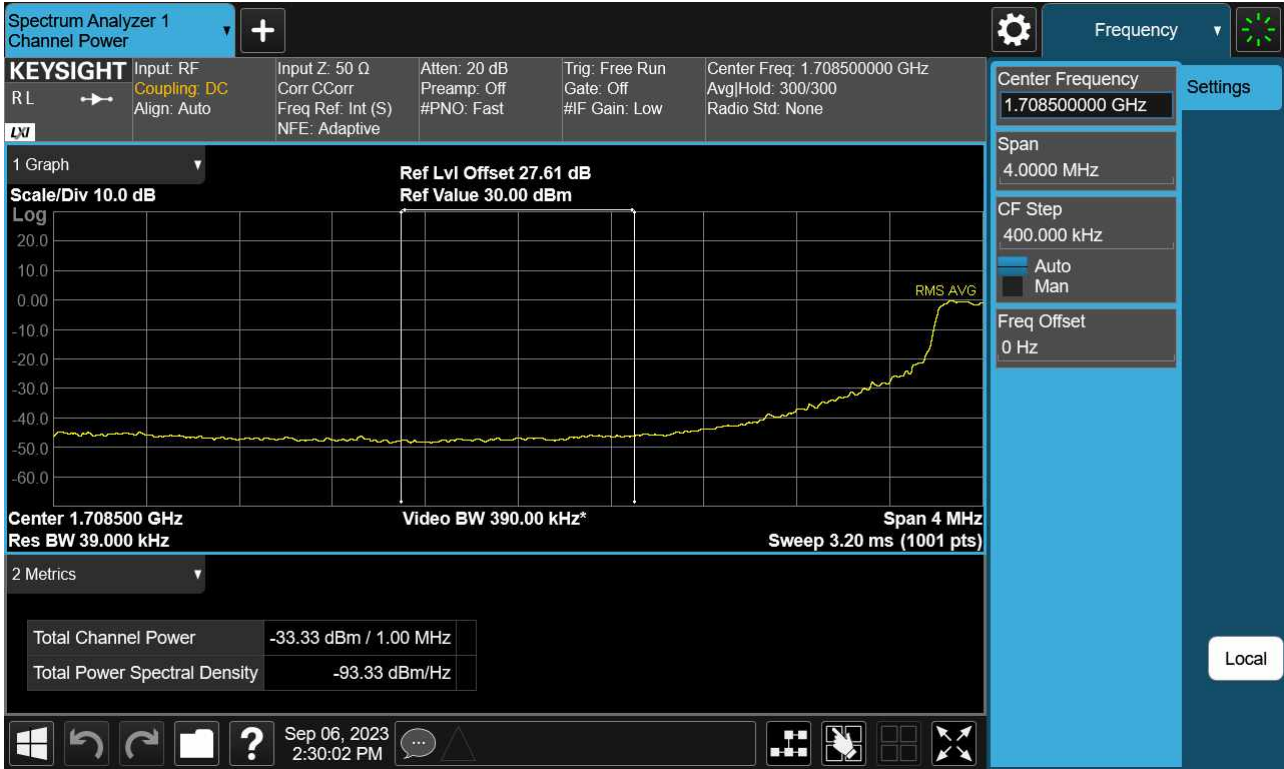 Spectrum Analyzer 1
Channel Power
Frequency
KEYSIGHT
R L
LXI
Input: RF
Coupling: DC
Align: Auto
Input Z: 50 Ω
Corr CCorr
Freq Ref: Int (S)
NFE: Adaptive
Atten: 20 dB
Preamp: Off
#PNO: Fast
Trig: Free Run
Gate: Off
#IF Gain: Low
Center Freq: 1.708500000 GHz
Avg|Hold: 300/300
Radio Std: None
Center Frequency
1.708500000 GHz
Settings
Span
4.0000 MHz
CF Step
400.000 kHz
Auto
Man
Freq Offset
0 Hz
Local
1 Graph
Ref Lvl Offset 27.61 dB
Scale/Div 10.0 dB
Ref Value 30.00 dBm
Log
20.0
10.0
0.00
-10.0
-20.0
-30.0
-40.0
-50.0
-60.0
RMS AVG
Center 1.708500 GHz
Video BW 390.00 kHz*
Span 4 MHz
Res BW 39.000 kHz
Sweep 3.20 ms (1001 pts)
2 Metrics
Total Channel Power -33.33 dBm / 1.00 MHz
Total Power Spectral Density -93.33 dBm/Hz
?
Sep 06, 2023
2:30:02 PM